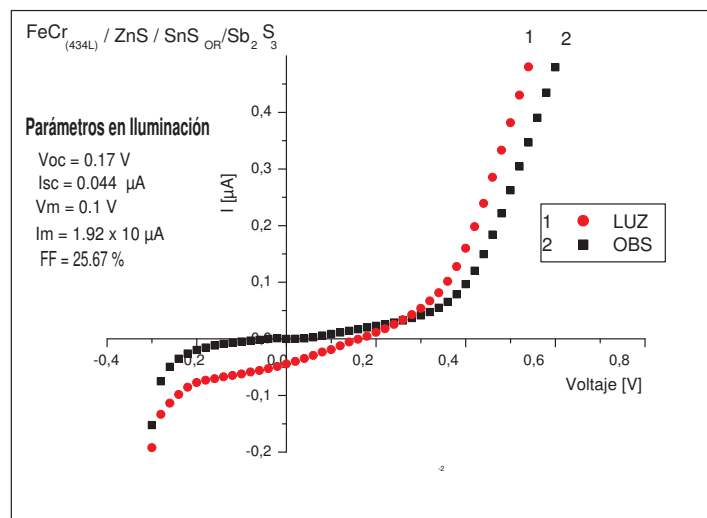 FeCr(434L) / ZnS / SnS OR/Sb2 S3
1 2
Parámetros en Iluminación
Voc = 0.17 V
Isc = 0.044 µA
Vm = 0.1 V
Im = 1.92 x 10 µA
FF = 25.67 %
I [µA]
0,4
0,3
0,2
0,1
0,0
-0,1
-0,2
-0,4
-0,2
0,0
0,2
0,4
0,6
0,8
Voltaje [V]
1 LUZ
2 OBS
-2